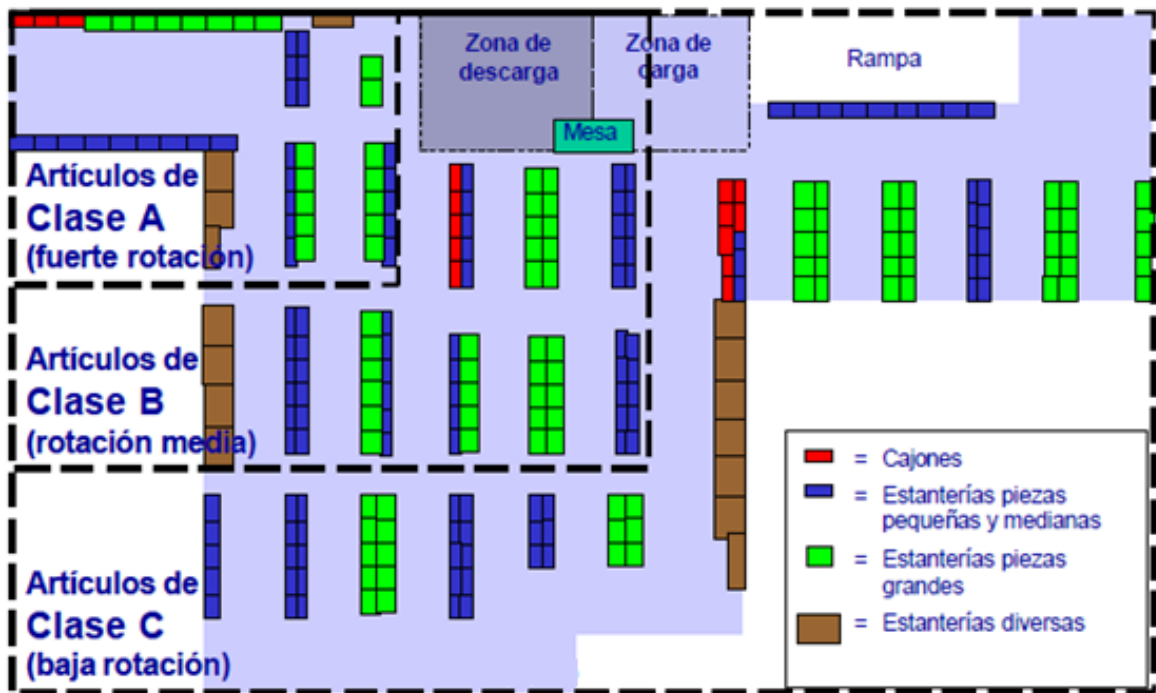 Zona de
descarga
Zona de
carga
Rampa
Mesa
Artículos de
Clase A
(fuerte rotación)
Artículos de
Clase B
(rotación media)
Artículos de
Clase C
(baja rotación)
= Cajones
= Estanterías piezas
pequeñas y medianas
= Estanterías piezas
grandes
= Estanterías diversas